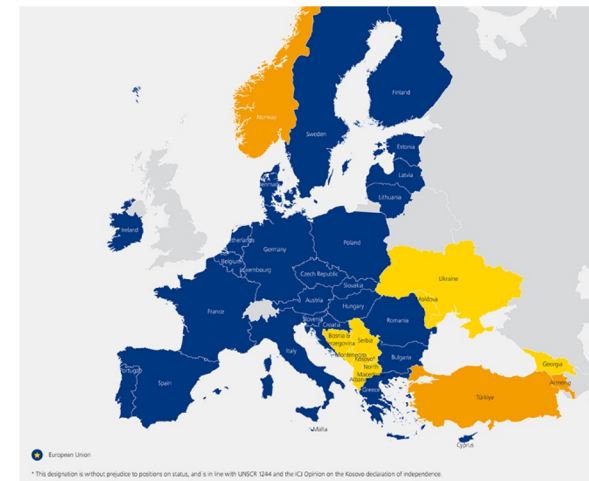 Norway
Finland
Sweden
Estonia
Latvia
Denmark
Lithuania
Ireland
Netherlands
Germany
Poland
Belgium
Luxembourg
Czech Republic
Ukraine
Slovakia
Austria
Hungary
Moldova
France
Slovenia
Croatia
Romania
Bosnia &
Herzegovina
Serbia
Italy
Montenegro
Kosovo*
Bulgaria
Georgia
North
Macedonia
Albania
Armenia
Portugal
Spain
Greece
Türkiye
Malta
Cyprus
European Union
* This designation is without prejudice to positions on status, and is in line with UNSCR 1244 and the ICJ Opinion on the Kosovo declaration of independence.